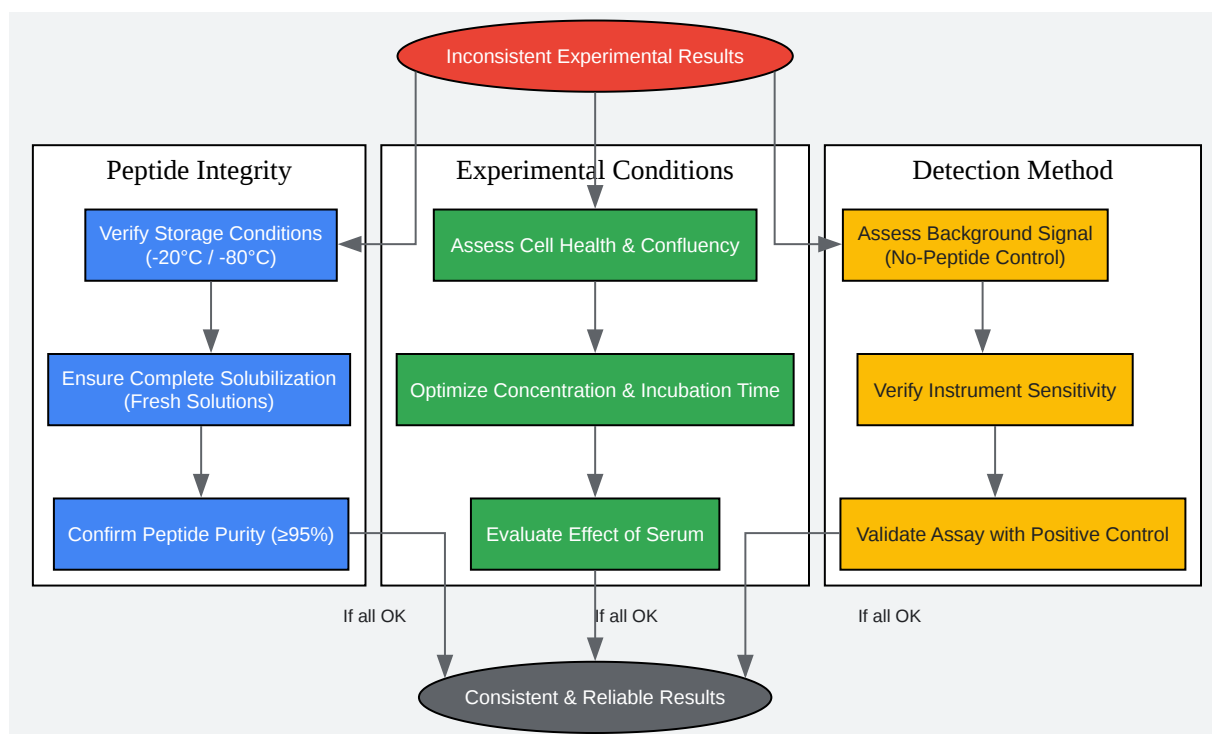 Inconsistent Experimental Results
Peptide Integrity
Verify Storage Conditions
(-20°C / -80°C)
Ensure Complete Solubilization
(Fresh Solutions)
Confirm Peptide Purity (≥95%)
Experimental Conditions
Assess Cell Health & Confluency
Optimize Concentration & Incubation Time
Evaluate Effect of Serum
Detection Method
Assess Background Signal
(No-Peptide Control)
Verify Instrument Sensitivity
Validate Assay with Positive Control
If all OK
If all OK
If all OK
Consistent & Reliable Results